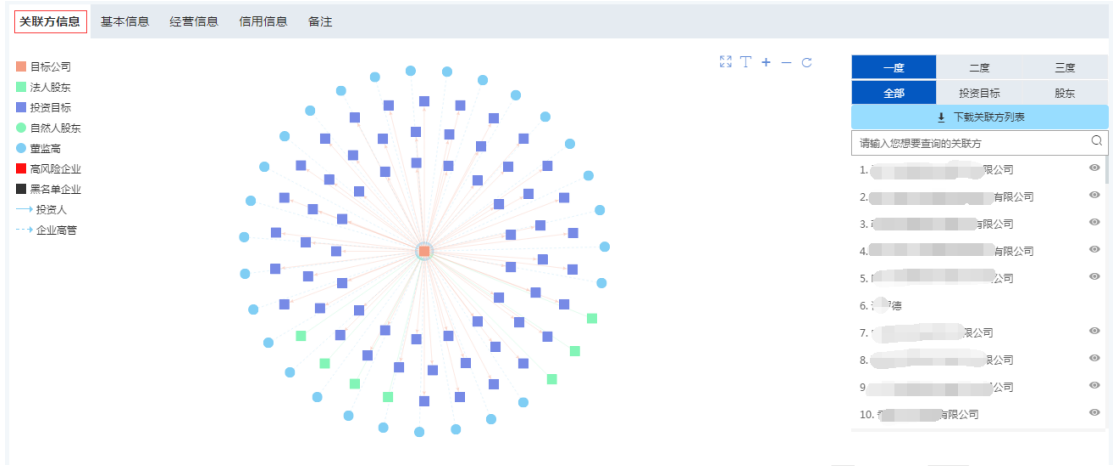 关联方信息 基本信息 经营信息 信用信息 备注
目标公司
法人股东
投资目标
自然人股东
董监高
高风险企业
黑名单企业
投资人
企业高管
一度 二度 三度
全部 投资目标 股东
下载关联方列表
请输入您想要查询的关联方
1. 限公司
2. 有限公司
3. 有限公司
4. 有限公司
5. 公司
6. 德
7. 限公司
8. 限公司
9. 公司
10. 有限公司